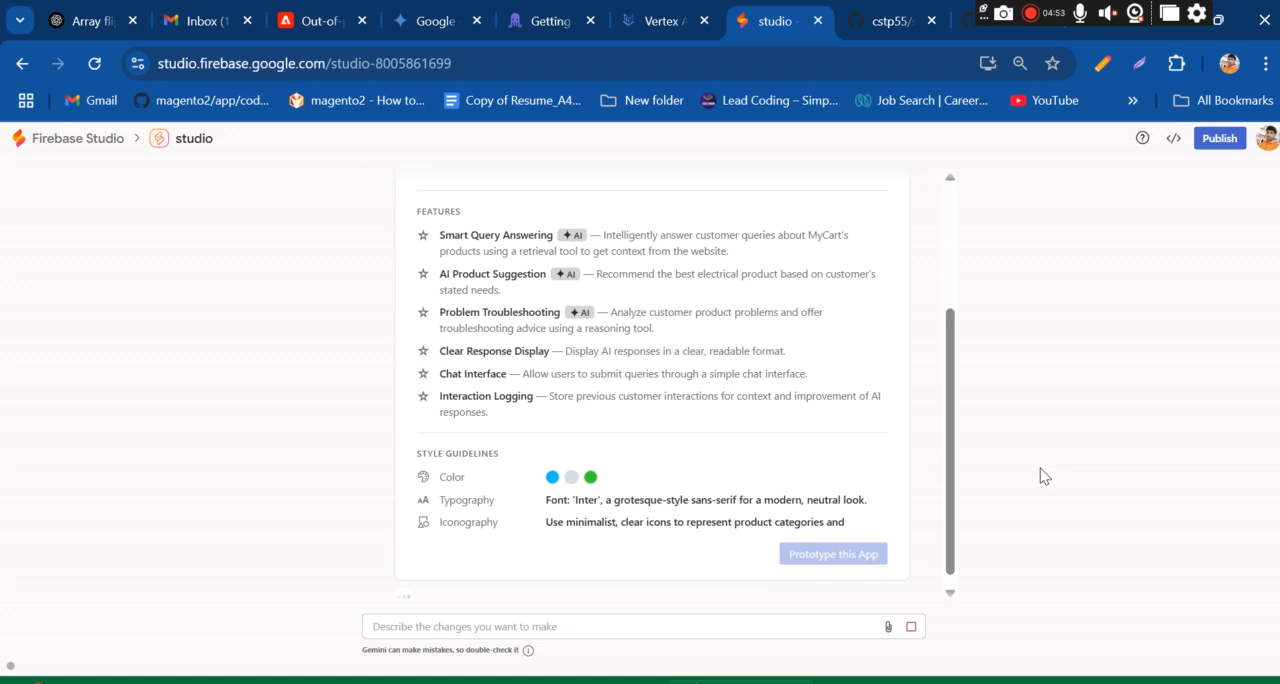 Array fli
Inbox (1
Out-of-
Google
Getting
Vertex A
studio -
cstp55/
04:53
studio.firebase.google.com/studio-8005861699
Gmail
magento2/app/cod...
magento2 - How to...
Copy of Resume_A4...
New folder
Lead Coding – Simp...
Job Search | Career...
YouTube
»
All Bookmarks
Firebase Studio > studio
Publish
FEATURES
Smart Query Answering AI — Intelligently answer customer queries about MyCart's
products using a retrieval tool to get context from the website.
AI Product Suggestion AI — Recommend the best electrical product based on customer's
stated needs.
Problem Troubleshooting AI — Analyze customer product problems and offer
troubleshooting advice using a reasoning tool.
Clear Response Display — Display AI responses in a clear, readable format.
Chat Interface — Allow users to submit queries through a simple chat interface.
Interaction Logging — Store previous customer interactions for context and improvement of AI
responses.
STYLE GUIDELINES
Color
Typography Font: 'Inter', a grotesque-style sans-serif for a modern, neutral look.
Iconography Use minimalist, clear icons to represent product categories and
Prototype this App
Describe the changes you want to make
Gemini can make mistakes, so double-check it